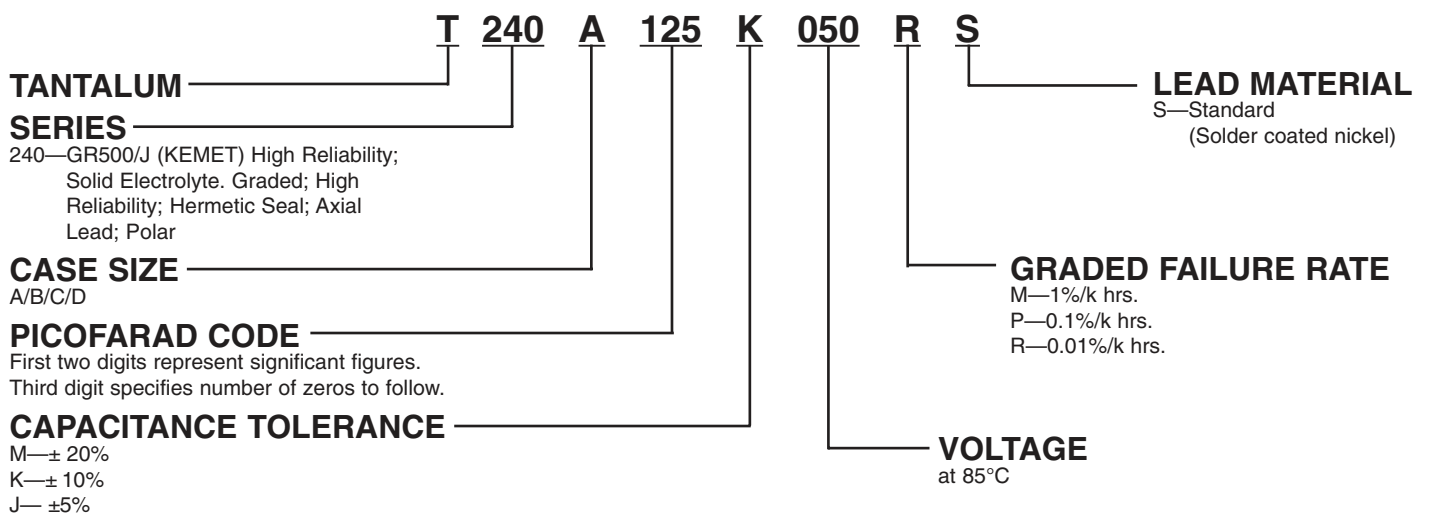 T 240 A 125 K 050 R S
TANTALUM
SERIES
240—GR500/J (KEMET) High Reliability;
Solid Electrolyte. Graded; High
Reliability; Hermetic Seal; Axial
Lead; Polar
CASE SIZE
A/B/C/D
PICOFARAD CODE
First two digits represent significant figures.
Third digit specifies number of zeros to follow.
CAPACITANCE TOLERANCE
M—± 20%
K—± 10%
J— ±5%
LEAD MATERIAL
S—Standard
(Solder coated nickel)
GRADED FAILURE RATE
M—1%/k hrs.
P—0.1%/k hrs.
R—0.01%/k hrs.
VOLTAGE
at 85°C